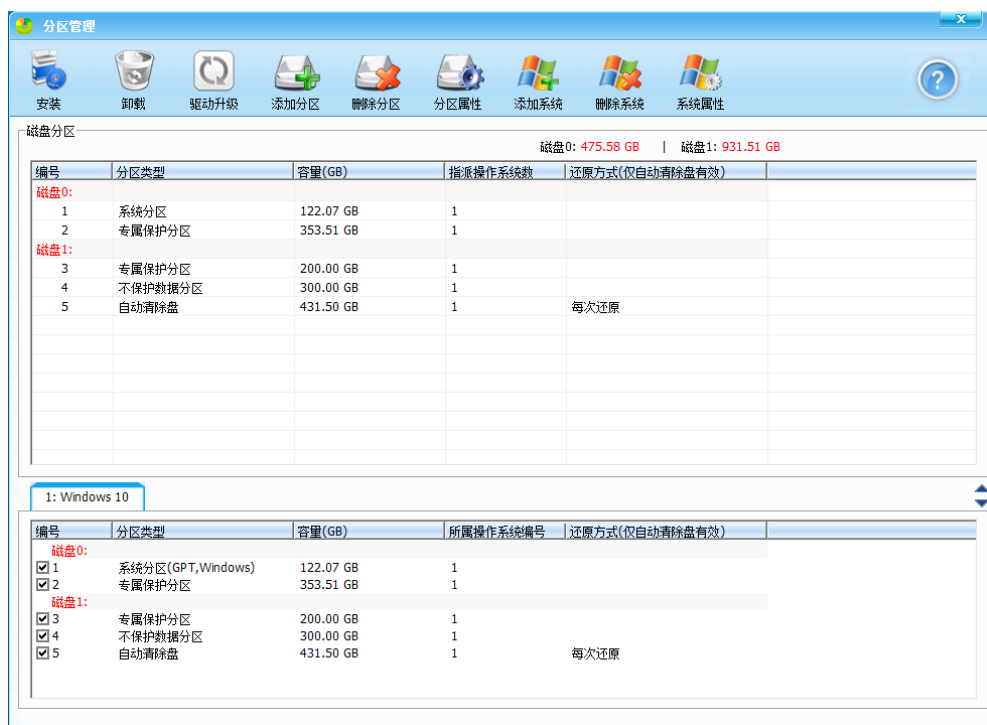 分区管理
安装 卸载 驱动升级 添加分区 删除分区 分区属性 添加系统 删除系统 系统属性
磁盘分区
磁盘0: 475.58 GB | 磁盘1: 931.51 GB
编号 分区类型 容量(GB) 指派操作系统数 还原方式(仅自动清除盘有效)
磁盘0:
1 系统分区 122.07 GB 1
2 专属保护分区 353.51 GB 1
磁盘1:
3 专属保护分区 200.00 GB 1
4 不保护数据分区 300.00 GB 1
5 自动清除盘 431.50 GB 1 每次还原
1: Windows 10
编号 分区类型 容量(GB) 所属操作系统编号 还原方式(仅自动清除盘有效)
磁盘0:
1 系统分区(GPT,Windows) 122.07 GB 1
2 专属保护分区 353.51 GB 1
磁盘1:
3 专属保护分区 200.00 GB 1
4 不保护数据分区 300.00 GB 1
5 自动清除盘 431.50 GB 1 每次还原